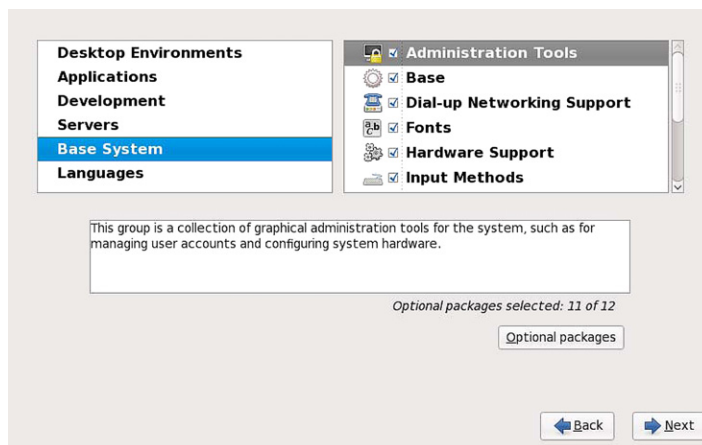 Desktop Environments
Applications
Development
Servers
Base System
Languages
Administration Tools
Base
Dial-up Networking Support
Fonts
Hardware Support
Input Methods
This group is a collection of graphical administration tools for the system, such as for
managing user accounts and configuring system hardware.
Optional packages selected: 11 of 12
Optional packages
Back
Next